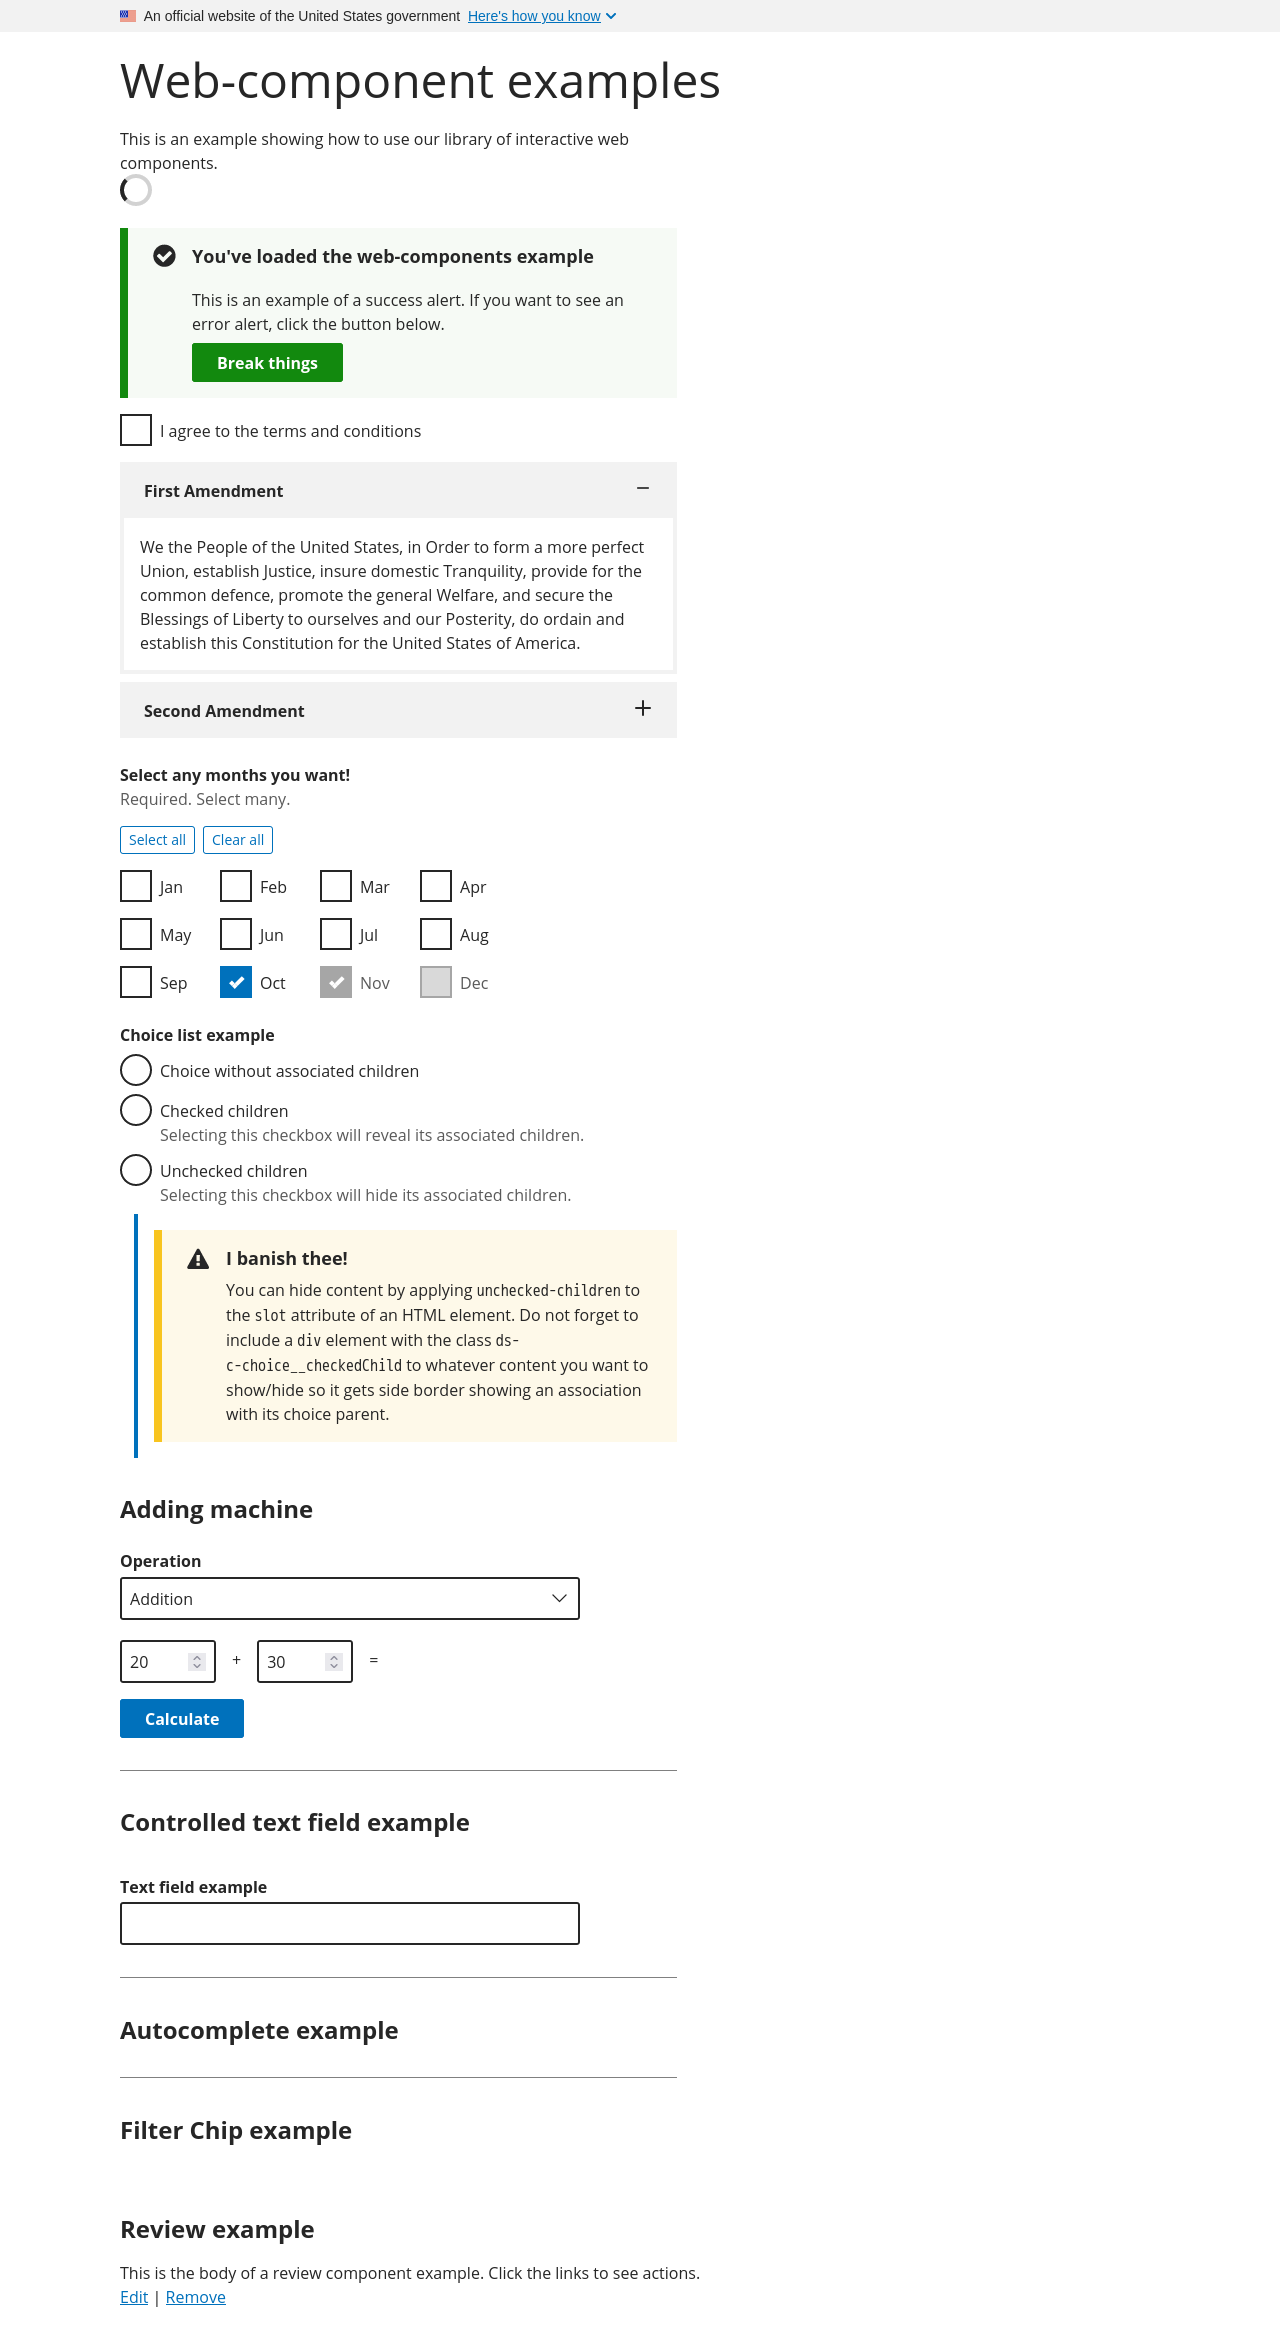 An official website of the United States government Here's how you know
Web-component examples
This is an example showing how to use our library of interactive web
components.
You've loaded the web-components example
This is an example of a success alert. If you want to see an
error alert, click the button below.
Break things
I agree to the terms and conditions
First Amendment
We the People of the United States, in Order to form a more perfect
Union, establish Justice, insure domestic Tranquility, provide for the
common defence, promote the general Welfare, and secure the
Blessings of Liberty to ourselves and our Posterity, do ordain and
establish this Constitution for the United States of America.
Second Amendment
Select any months you want!
Required. Select many.
Select all Clear all
Jan Feb Mar Apr
May Jun Jul Aug
Sep Oct Nov Dec
Choice list example
Choice without associated children
Checked children
Selecting this checkbox will reveal its associated children.
Unchecked children
Selecting this checkbox will hide its associated children.
I banish thee!
You can hide content by applying unchecked-children to
the slot attribute of an HTML element. Do not forget to
include a div element with the class ds-
c-choice__checkedChild to whatever content you want to
show/hide so it gets side border showing an association
with its choice parent.
Adding machine
Operation
Addition
20 + 30 =
Calculate
Controlled text field example
Text field example
Autocomplete example
Filter Chip example
Review example
This is the body of a review component example. Click the links to see actions.
Edit | Remove